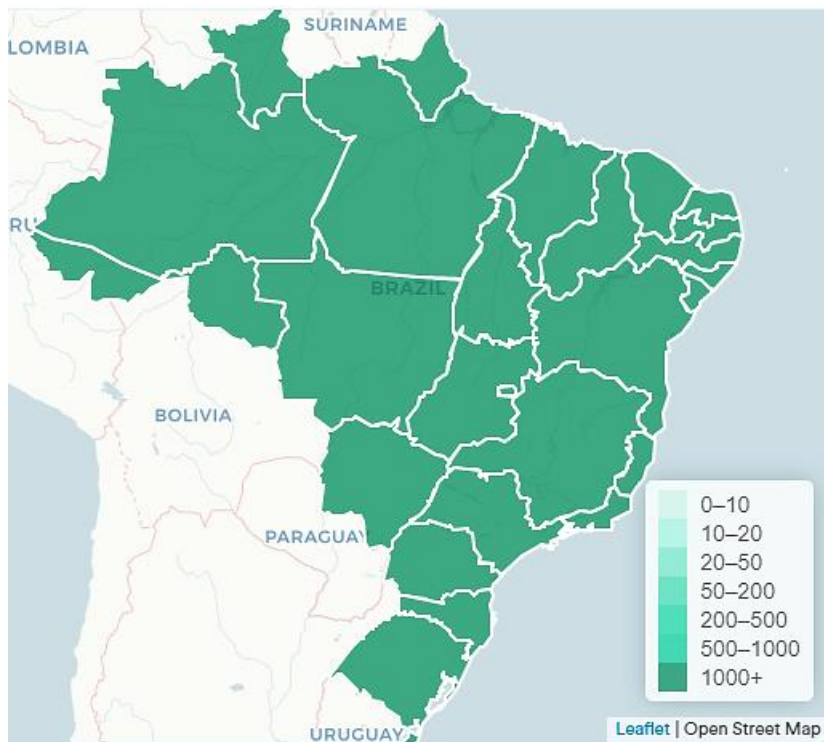 SURINAME
LOMBIA
RU
BRAZIL
BOLIVIA
PARAGUAY
0–10
10–20
20–50
50–200
200–500
500–1000
1000+
URUGUAY
Leaflet | Open Street Map